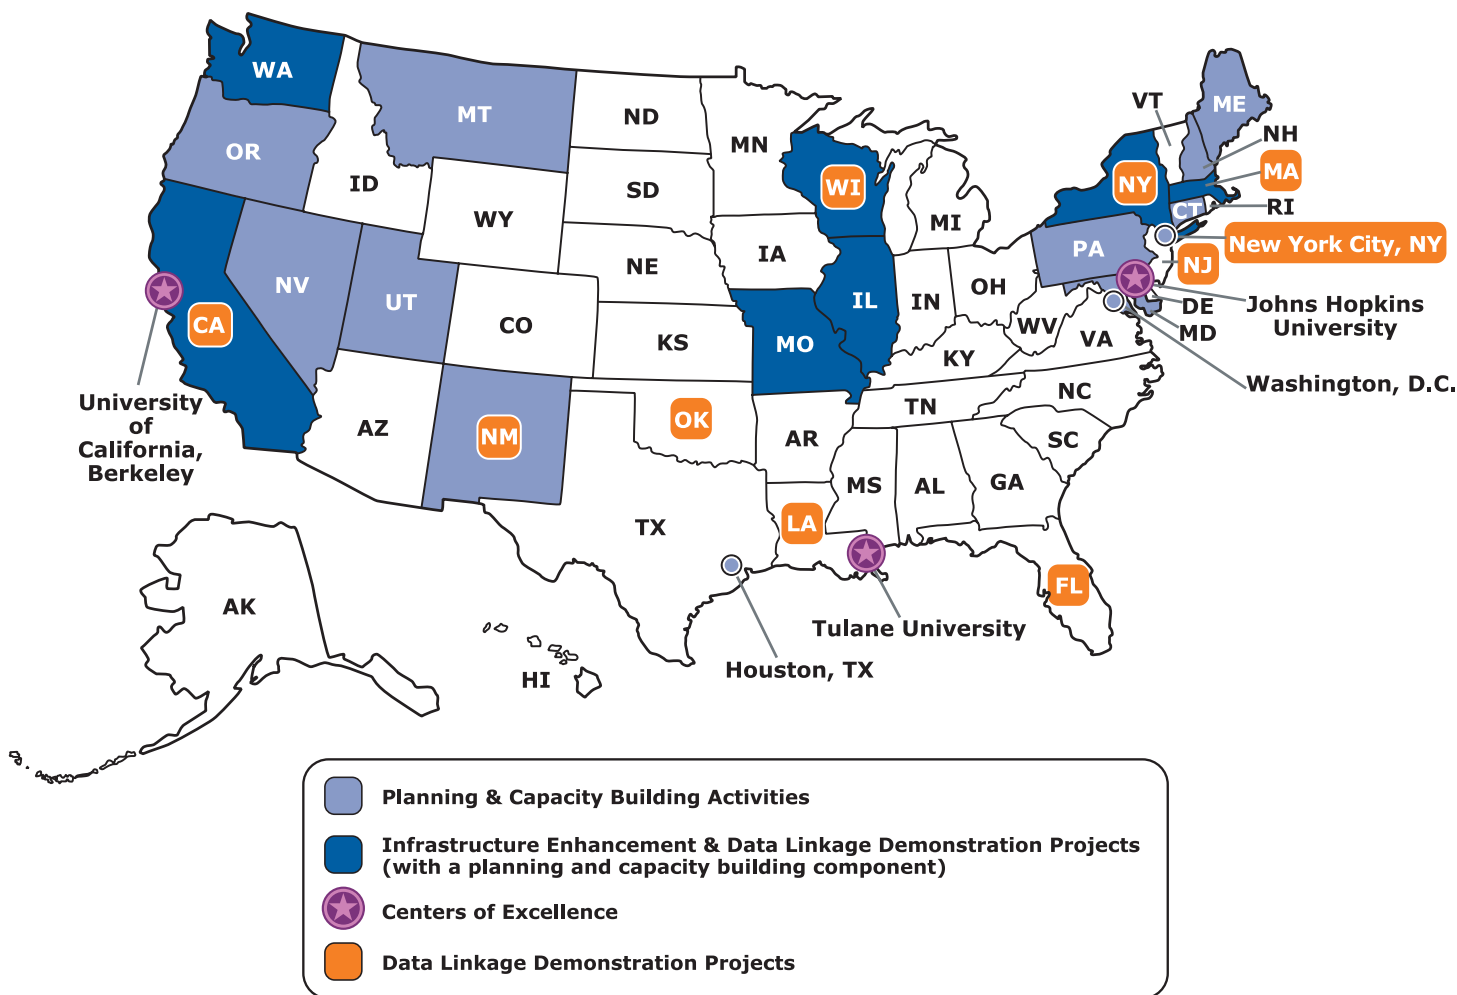 WA
MT
ND
MN
VT
ME
NH
OR
ID
SD
WI
NY
MA
WY
MI
CT
RI
New York City, NY
IA
PA
NE
NJ
NV
UT
IL
IN
OH
DE
Johns Hopkins
University
CA
CO
KS
MO
WV
VA
MD
KY
Washington, D.C.
University
of
California,
Berkeley
AZ
NM
OK
AR
TN
NC
SC
MS
AL
GA
TX
LA
FL
AK
Tulane University
HI
Houston, TX
Planning & Capacity Building Activities
Infrastructure Enhancement & Data Linkage Demonstration Projects
(with a planning and capacity building component)
Centers of Excellence
Data Linkage Demonstration Projects